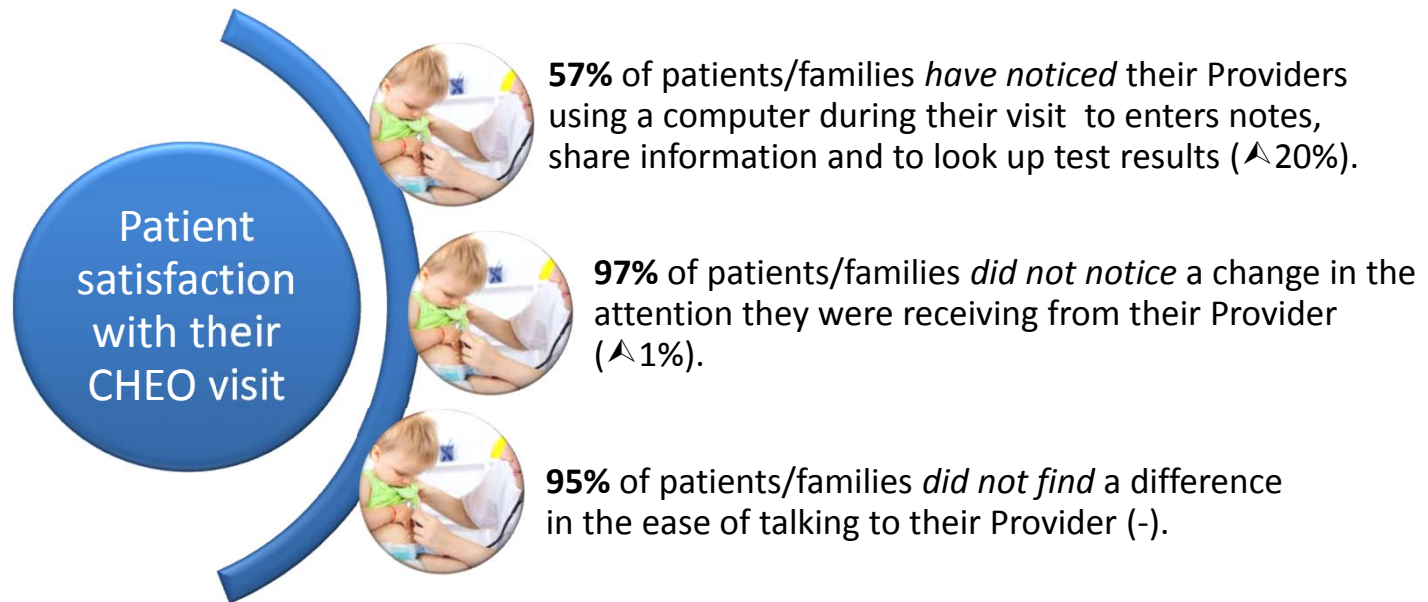 Patient
satisfaction
with their
CHEO visit
57% of patients/families have noticed their Providers
using a computer during their visit  to enters notes,
share information and to look up test results (⮝20%).
97% of patients/families did not notice a change in the
attention they were receiving from their Provider
(⮝1%).
95% of patients/families did not find a difference
in the ease of talking to their Provider (-).